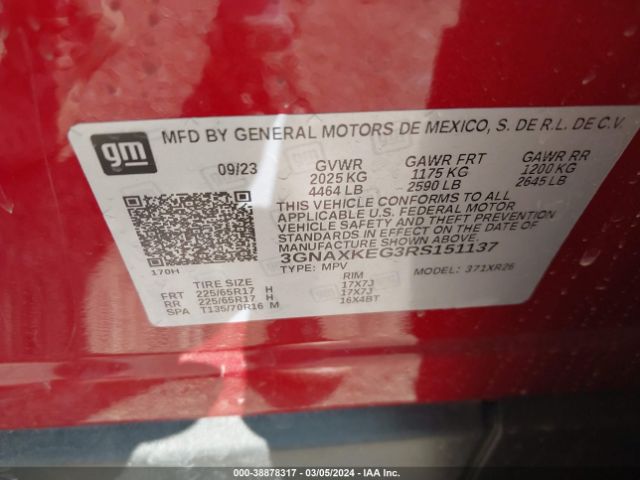 gm
MFD BY GENERAL MOTORS DE MEXICO, S. DE R.L. DE C.V.
09/23 GVWR GAWR FRT GAWR RR
2025 KG 1175 KG 1200 KG
4464 LB 2590 LB 2645 LB
THIS VEHICLE CONFORMS TO ALL
APPLICABLE U.S. FEDERAL MOTOR
VEHICLE SAFETY AND THEFT PREVENTION
STANDARDS IN EFFECT ON THE DATE OF
MANUFACTURE SHOWN ABOVE.
3GNAXKEG3RS151137
170H TYPE: MPV MODEL: 371XR26
TIRE SIZE RIM
FRT 225/65R17 H 17X7J
RR 225/65R17 H 17X7J
SPA T135/70R16 M 16X4BT
000-38878317 / 03/05/2024 - IAA Inc.